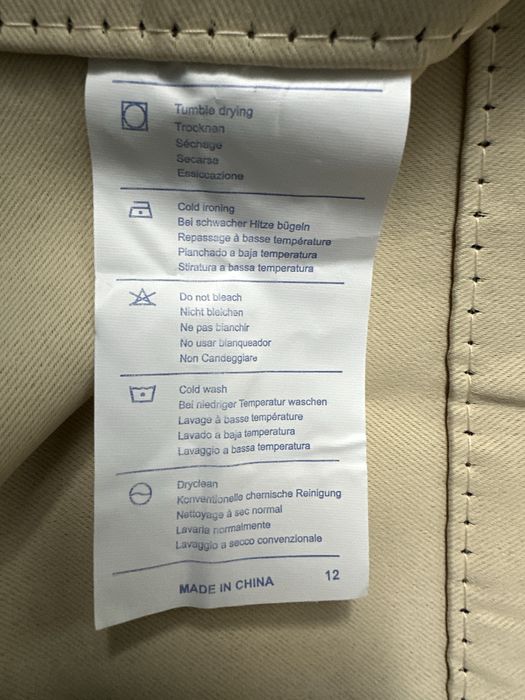 Tumble drying
Trocknan
Séchage
Secarse
Essiccazione
Cold ironing
Bei schwacher Hitze bügeln
Repassage à basse température
Planchado a baja temperatura
Stiratura a bassa temperatura
Do not bleach
Nicht bleichen
Ne pas bianchir
No usar blanqueador
Non Candeggiare
Cold wash
Bei niedriger Temperatur waschen
Lavage à basse température
Lavado a baja temperatura
Lavaggio a bassa temperatura
Dryclean
Konventionelle chemische Reinigung
Nettoyage à sec normal
Lavaria normalmente
Lavaggio a secco convenzionale
MADE IN CHINA 12